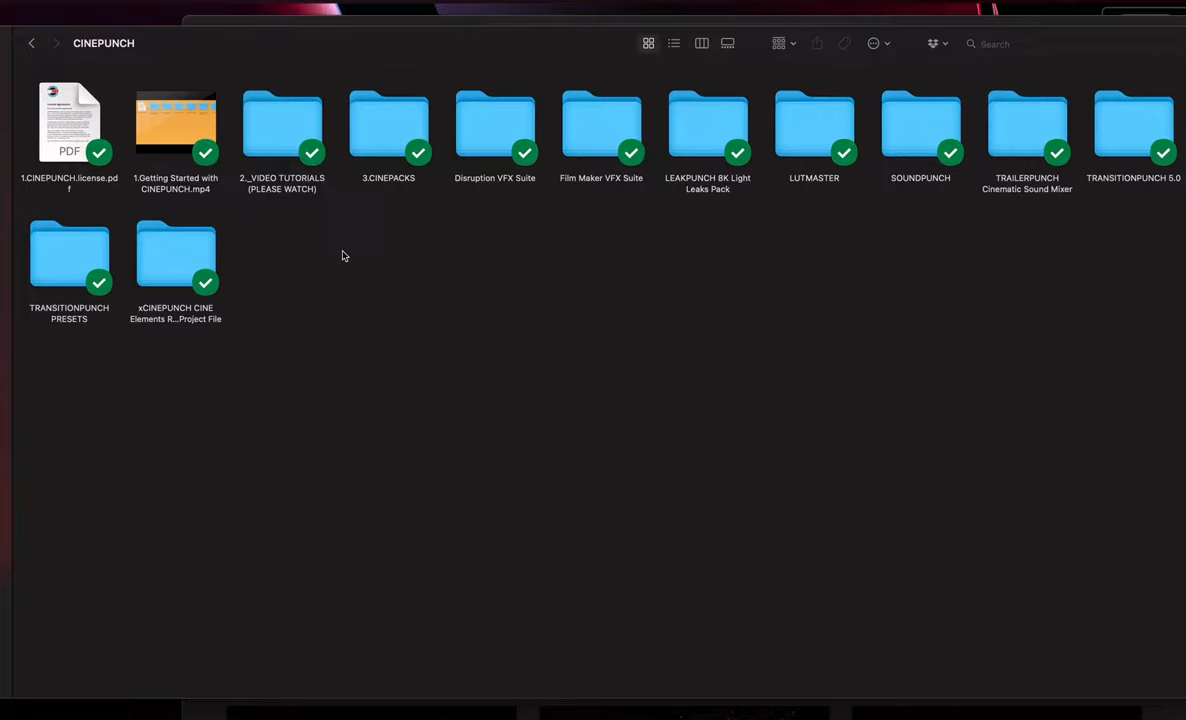 CINEPUNCH
Search
PDF
1.CINEPUNCH.license.pd
f
1.Getting Started with
CINEPUNCH.mp4
2._VIDEO TUTORIALS
(PLEASE WATCH)
3.CINEPACKS
Disruption VFX Suite
Film Maker VFX Suite
LEAKPUNCH 8K Light
Leaks Pack
LUTMASTER
SOUNDPUNCH
TRAILERPUNCH
Cinematic Sound Mixer
TRANSITIONPUNCH 5.0
TRANSITIONPUNCH
PRESETS
xCINEPUNCH CINE
Elements R...Project File